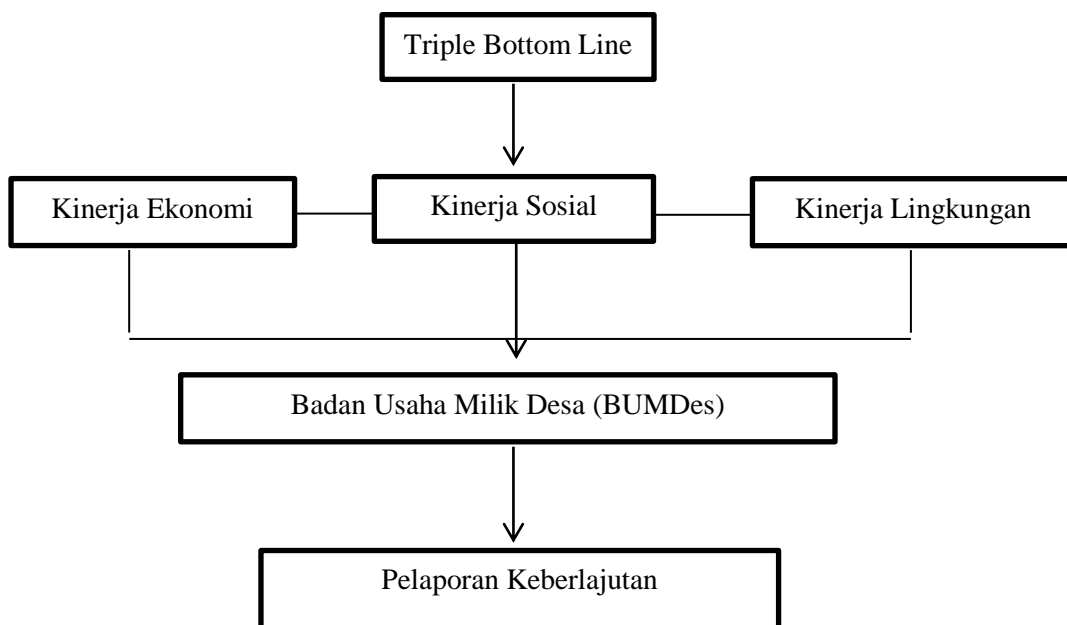 Triple Bottom Line
Kinerja Ekonomi
Kinerja Sosial
Kinerja Lingkungan
Badan Usaha Milik Desa (BUMDes)
Pelaporan Keberlajutan